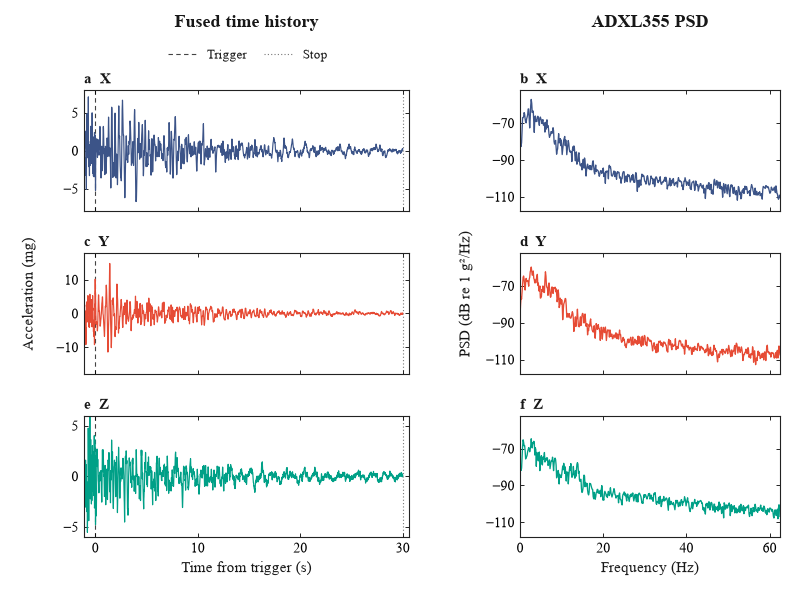 Fused time history
ADXL355 PSD
Trigger Stop
a X
5
0
−5
b X
−70
−90
−110
c Y
10
0
−10
d Y
−70
−90
−110
e Z
5
0
−5
0 10 20 30
f Z
−70
−90
−110
0 20 40 60
Acceleration (mg)
PSD (dB re 1 g²/Hz)
Time from trigger (s)
Frequency (Hz)